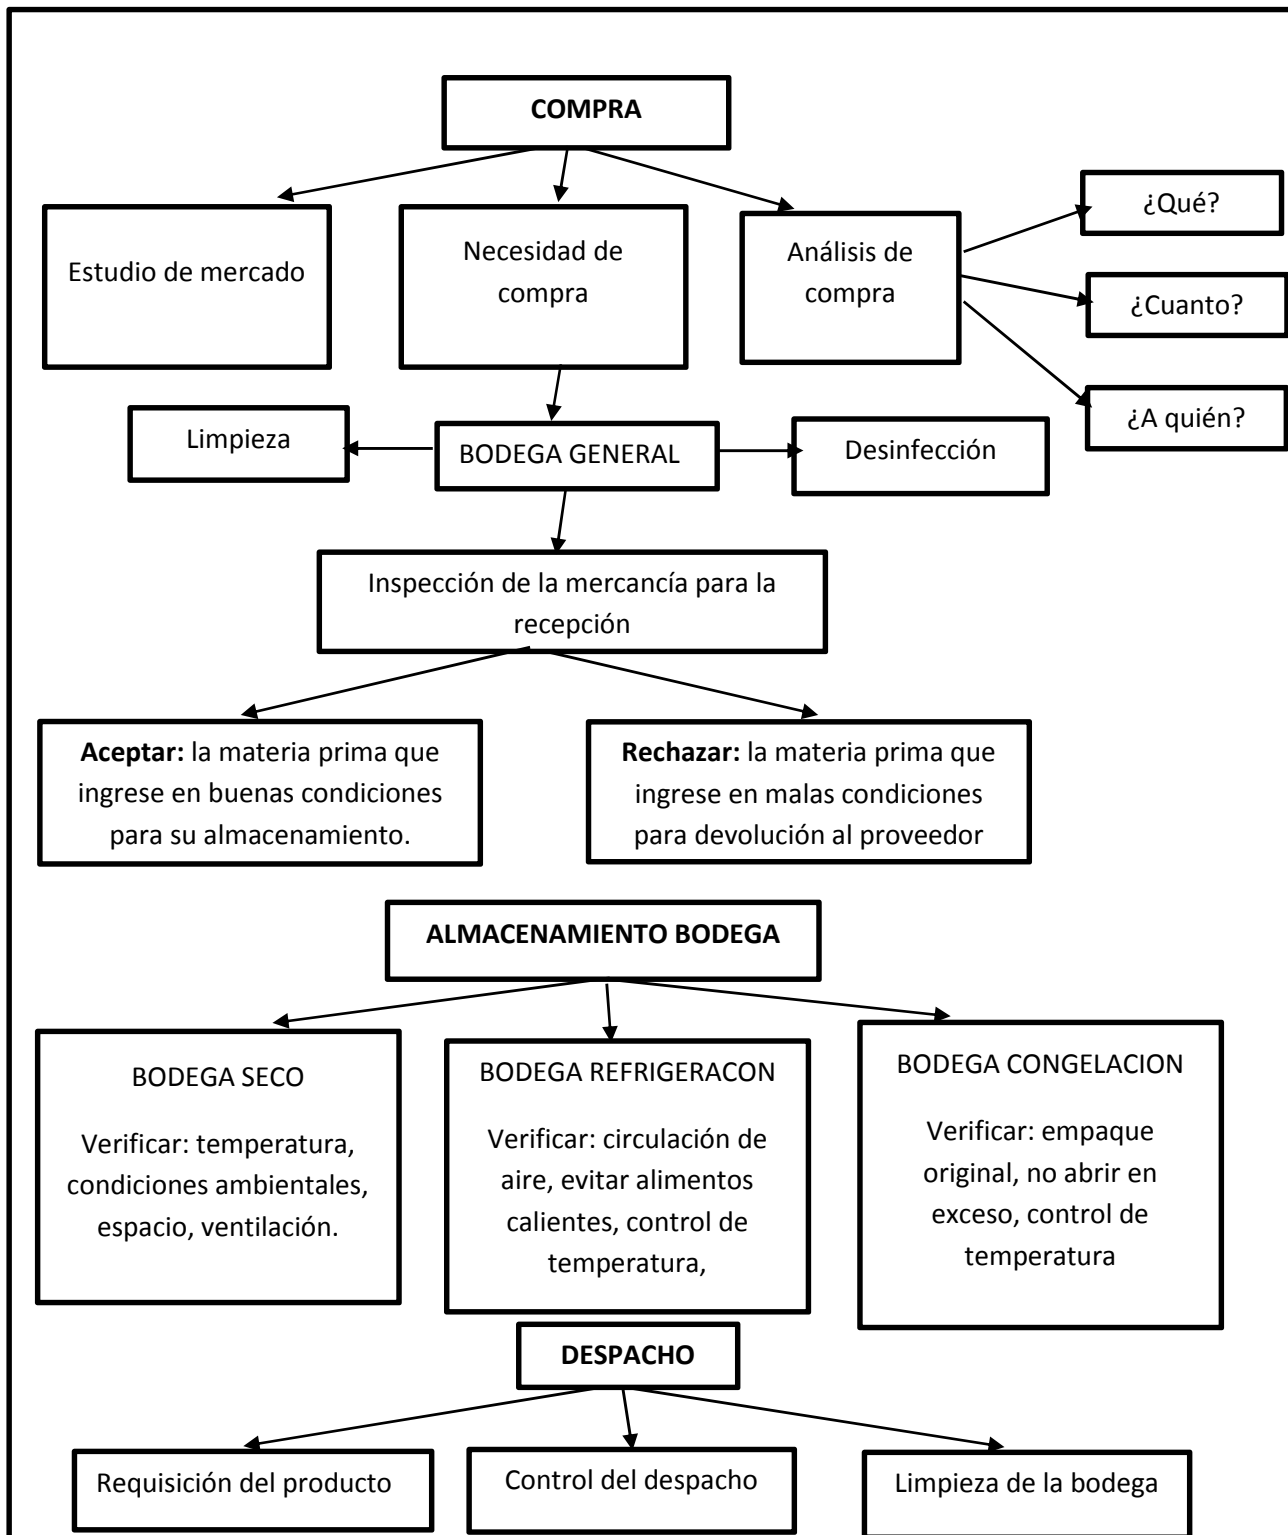 COMPRA
Estudio de mercado
Necesidad de
compra
Análisis de
compra
¿Qué?
¿Cuanto?
¿A quién?
Limpieza
BODEGA GENERAL
Desinfección
Inspección de la mercancía para la
recepción
Aceptar: la materia prima que
ingrese en buenas condiciones
para su almacenamiento.
Rechazar: la materia prima que
ingrese en malas condiciones
para devolución al proveedor
ALMACENAMIENTO BODEGA
BODEGA SECO
Verificar: temperatura,
condiciones ambientales,
espacio, ventilación.
BODEGA REFRIGERACON
Verificar: circulación de
aire, evitar alimentos
calientes, control de
temperatura,
BODEGA CONGELACION
Verificar: empaque
original, no abrir en
exceso, control de
temperatura
DESPACHO
Requisición del producto
Control del despacho
Limpieza de la bodega